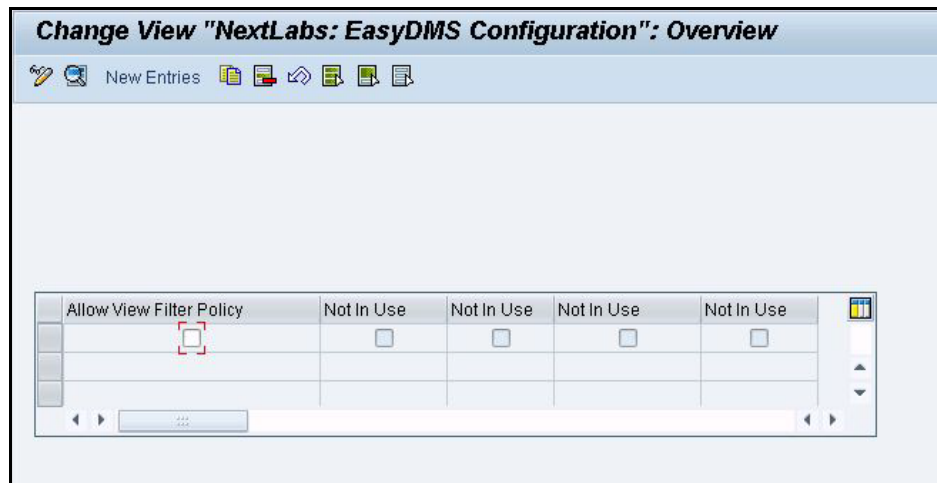 Change View "NextLabs: EasyDMS Configuration": Overview
New Entries
Allow View Filter Policy Not In Use Not In Use Not In Use Not In Use